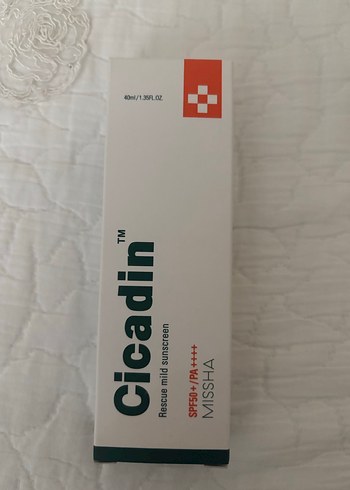 40ml/1.35FL.OZ.
Cicadin™
Rescue mild sunscreen
SPF50+/PA++++
MISSHA